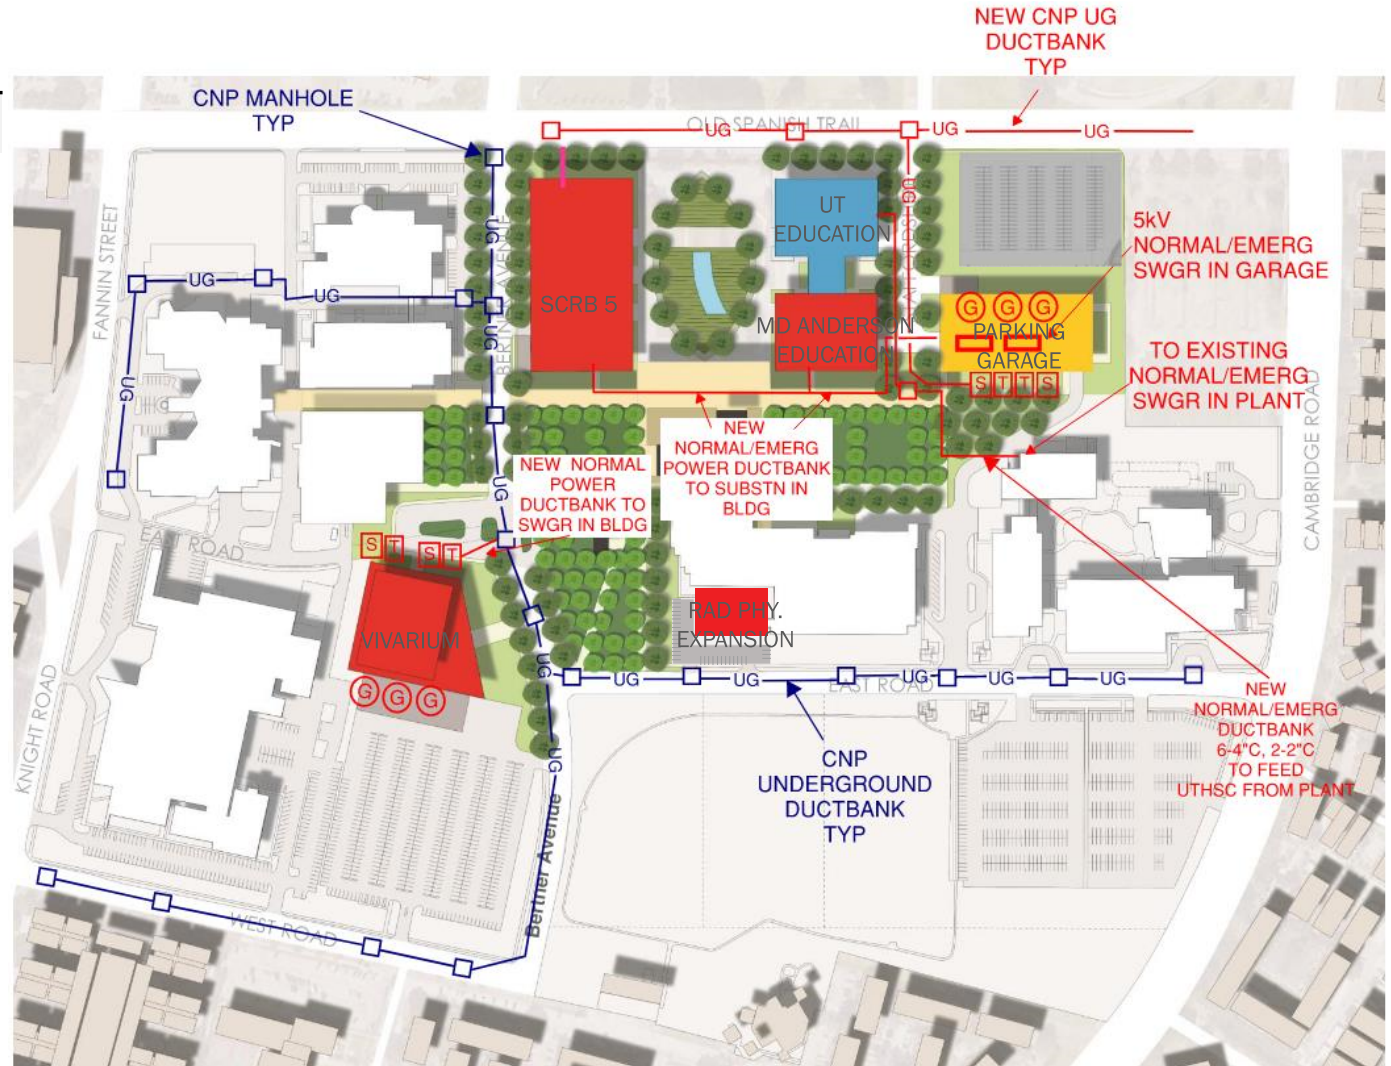 NEW CNP UG
DUCTBANK
TYP
CNP MANHOLE
TYP
OLD SPANISH TRAIL
UG
UG
UG
UG
UG
UT
EDUCATION
5kV
NORMAL/EMERG
SWGR IN GARAGE
FANNIN STREET
BERTNER AVENUE
UG
UG
UG
UG
UG
SCRB 5
MD ANDERSON
EDUCATION
G G G
PARKING
GARAGE
S T T S
TO EXISTING
NORMAL/EMERG
SWGR IN PLANT
CAMBRIDGE ROAD
NEW
NORMAL/EMERG
POWER DUCTBANK
TO SUBSTN IN
BLDG
NEW NORMAL
POWER
DUCTBANK TO
SWGR IN BLDG
UG
EAST ROAD
S T S T
VIVARIUM
G G G
RAD PHY.
EXPANSION
UG
UG
UG
UG
UG
UG
EAST ROAD
KNIGHT ROAD
NEW
NORMAL/EMERG
DUCTBANK
6-4"C, 2-2"C
TO FEED
UTHSC FROM PLANT
CNP
UNDERGROUND
DUCTBANK
TYP
UG
Bertner Avenue
WEST ROAD